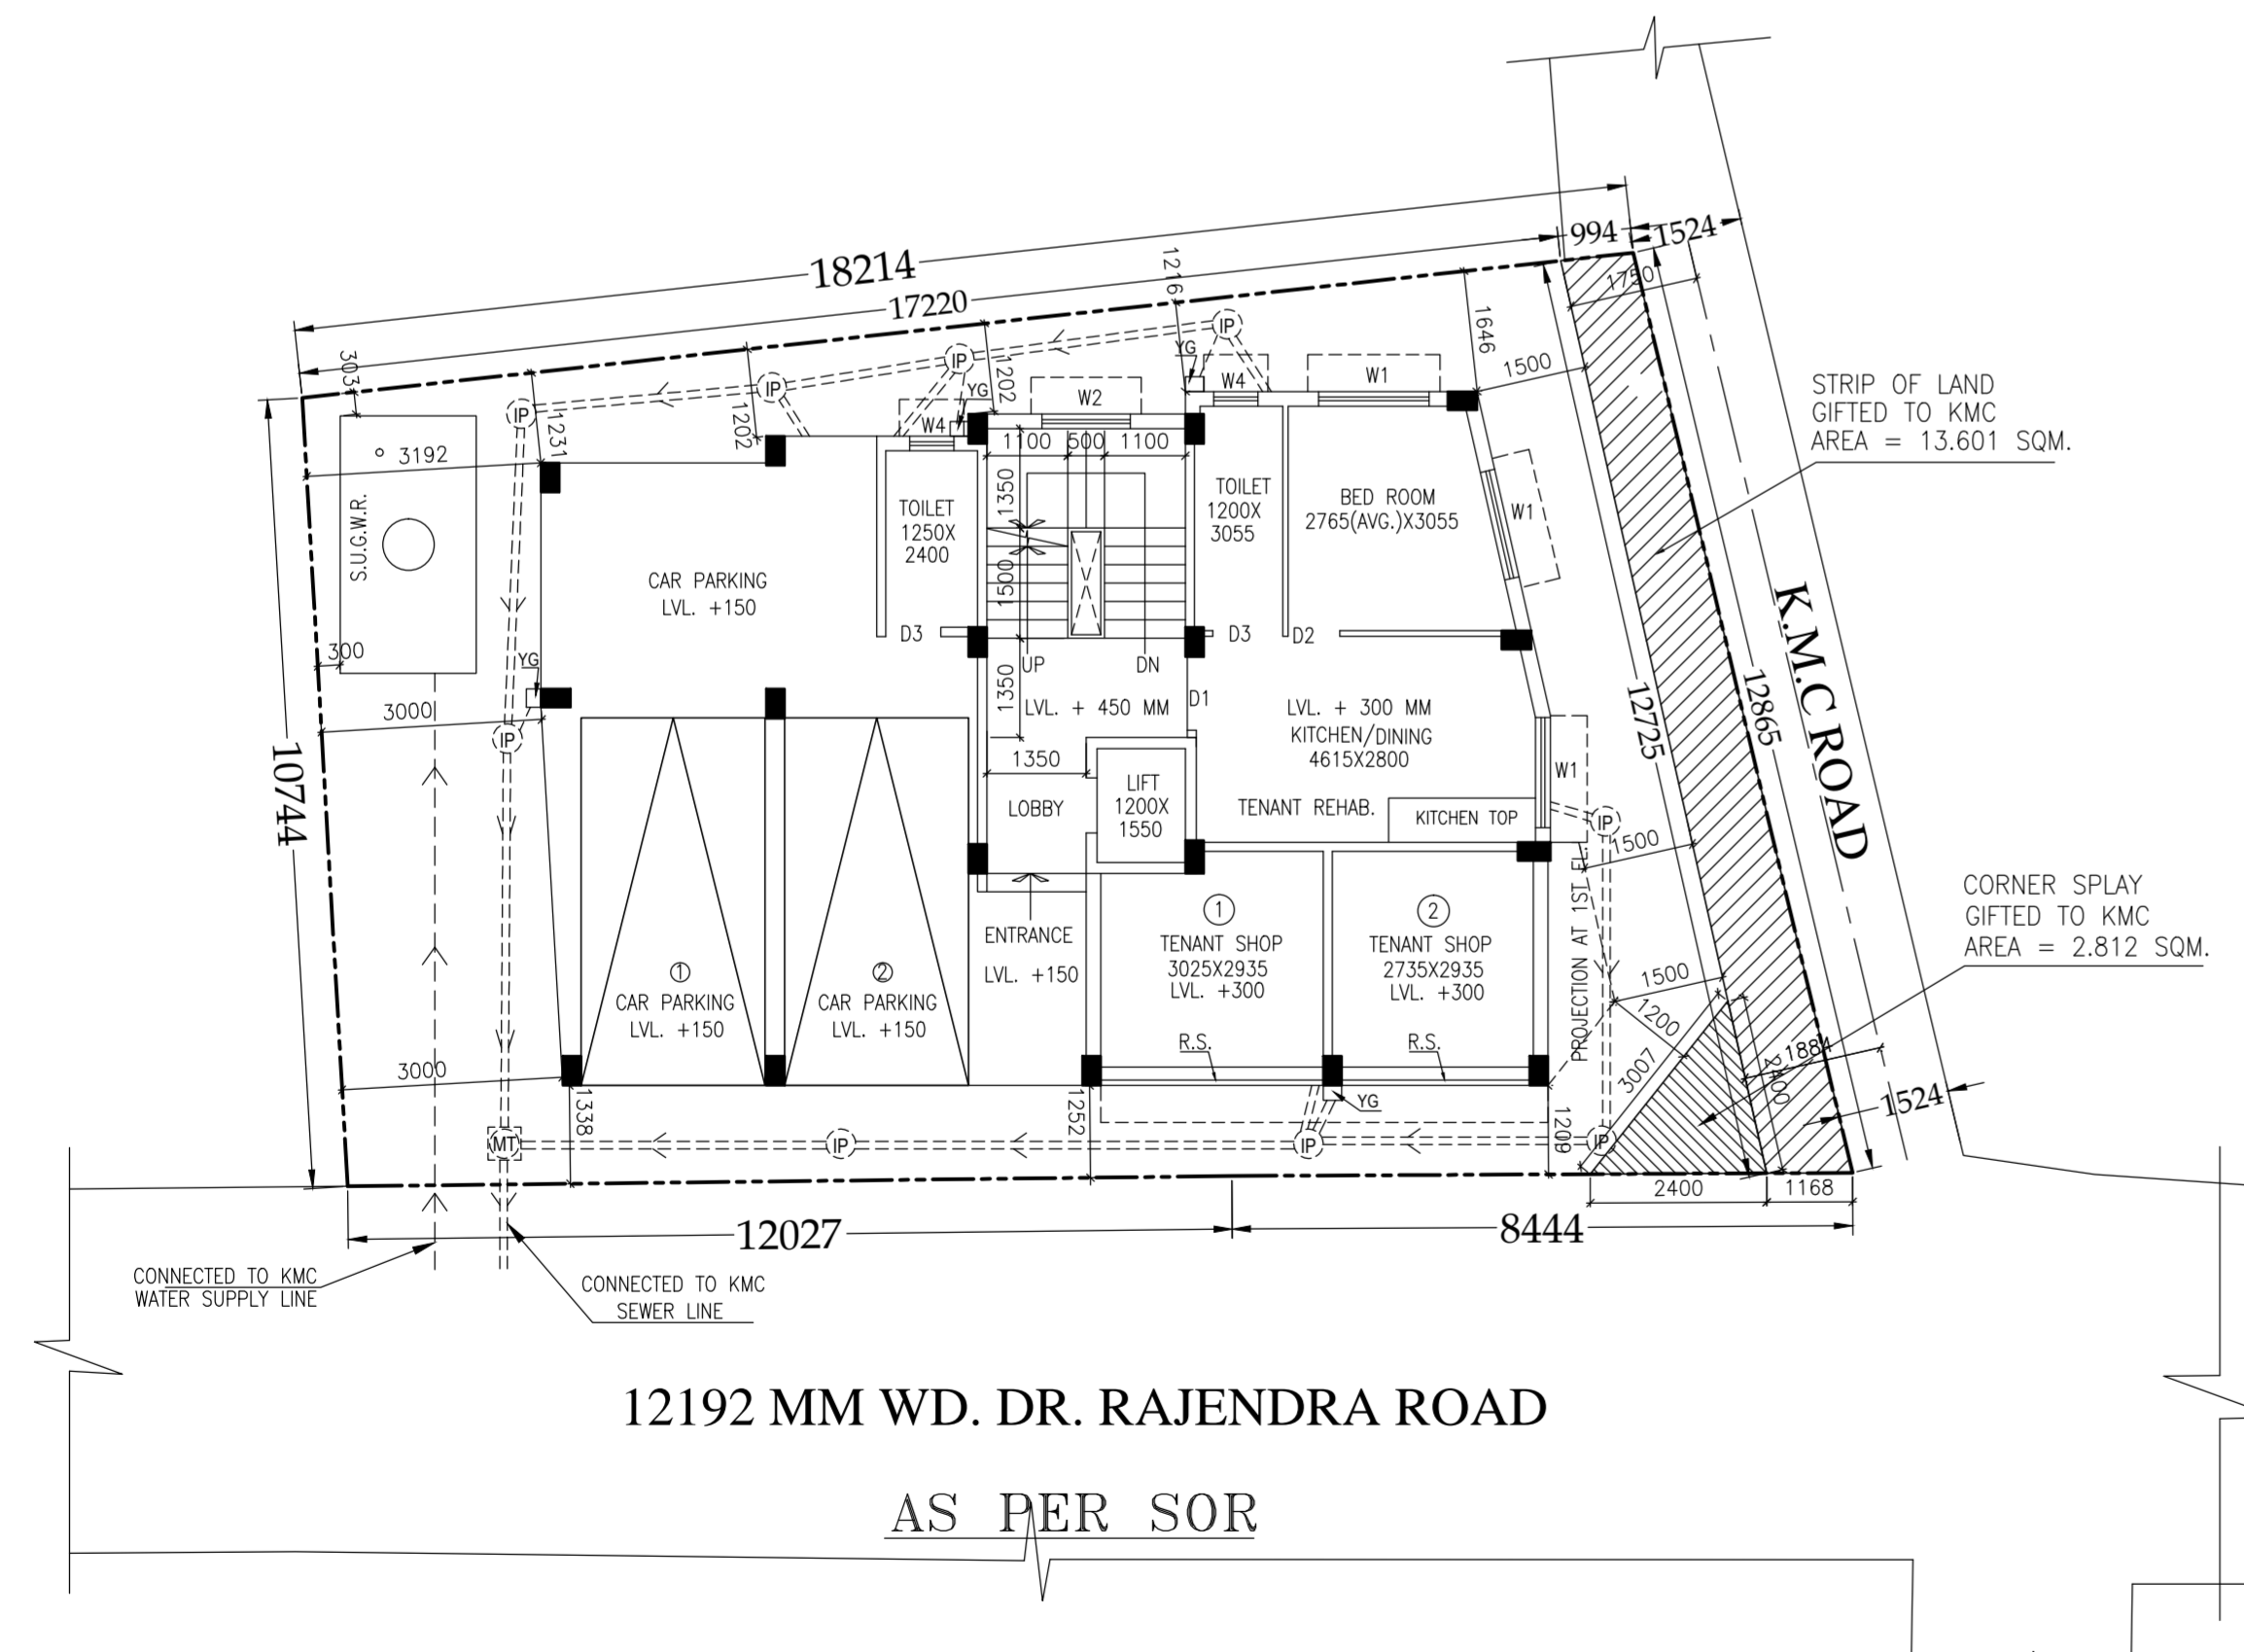 18214
17220
994
1524
1750
1216
1646
1500
303
1231
1202
1202
3192
S.U.G.W.R.
300
3000
10744
3000
IP
IP
IP
IP
YG
YG
W4
W2
W4
W1
1100
500
1100
1350
1500
1350
TOILET
1250X
2400
TOILET
1200X
3055
BED ROOM
2765(AVG.)X3055
W1
CAR PARKING
LVL. +150
D3
D3
D2
UP
DN
D1
YG
IP
LVL. + 450 MM
LVL. + 300 MM
KITCHEN/DINING
4615X2800
1350
LOBBY
LIFT
1200X
1550
TENANT REHAB.
KITCHEN TOP
W1
IP
1500
12725
12865
K.M.C ROAD
STRIP OF LAND
GIFTED TO KMC
AREA = 13.601 SQM.
CORNER SPLAY
GIFTED TO KMC
AREA = 2.812 SQM.
1
CAR PARKING
LVL. +150
2
CAR PARKING
LVL. +150
ENTRANCE
LVL. +150
1
TENANT SHOP
3025X2935
LVL. +300
R.S.
2
TENANT SHOP
2735X2935
LVL. +300
R.S.
PROJECTION AT 1ST FL.
1500
1200
3007
1884
2400
1524
1338
1252
YG
1209
MT
IP
IP
IP
2400
1168
12027
8444
CONNECTED TO KMC
WATER SUPPLY LINE
CONNECTED TO KMC
SEWER LINE
12192 MM WD. DR. RAJENDRA ROAD
AS PER SOR